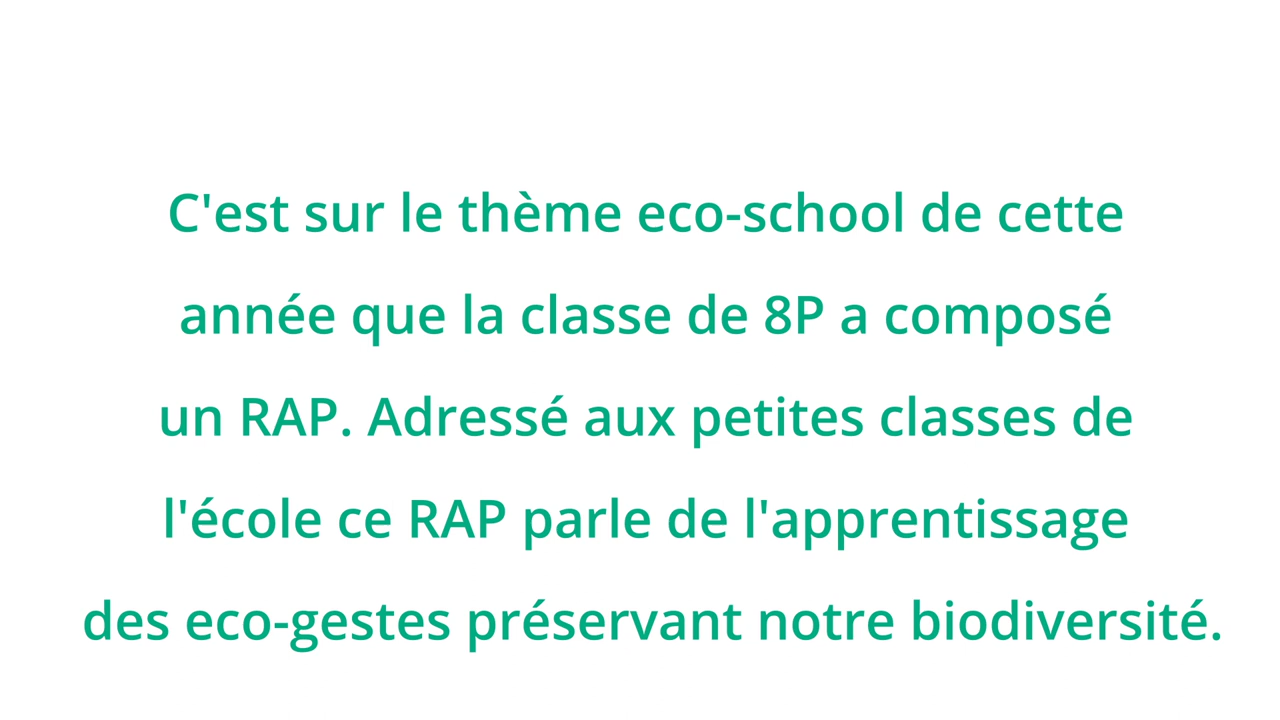 C'est sur le thème eco-school de cette
année que la classe de 8P a composé
un RAP. Adressé aux petites classes de
l'école ce RAP parle de l'apprentissage
des eco-gestes préservant notre biodiversité.